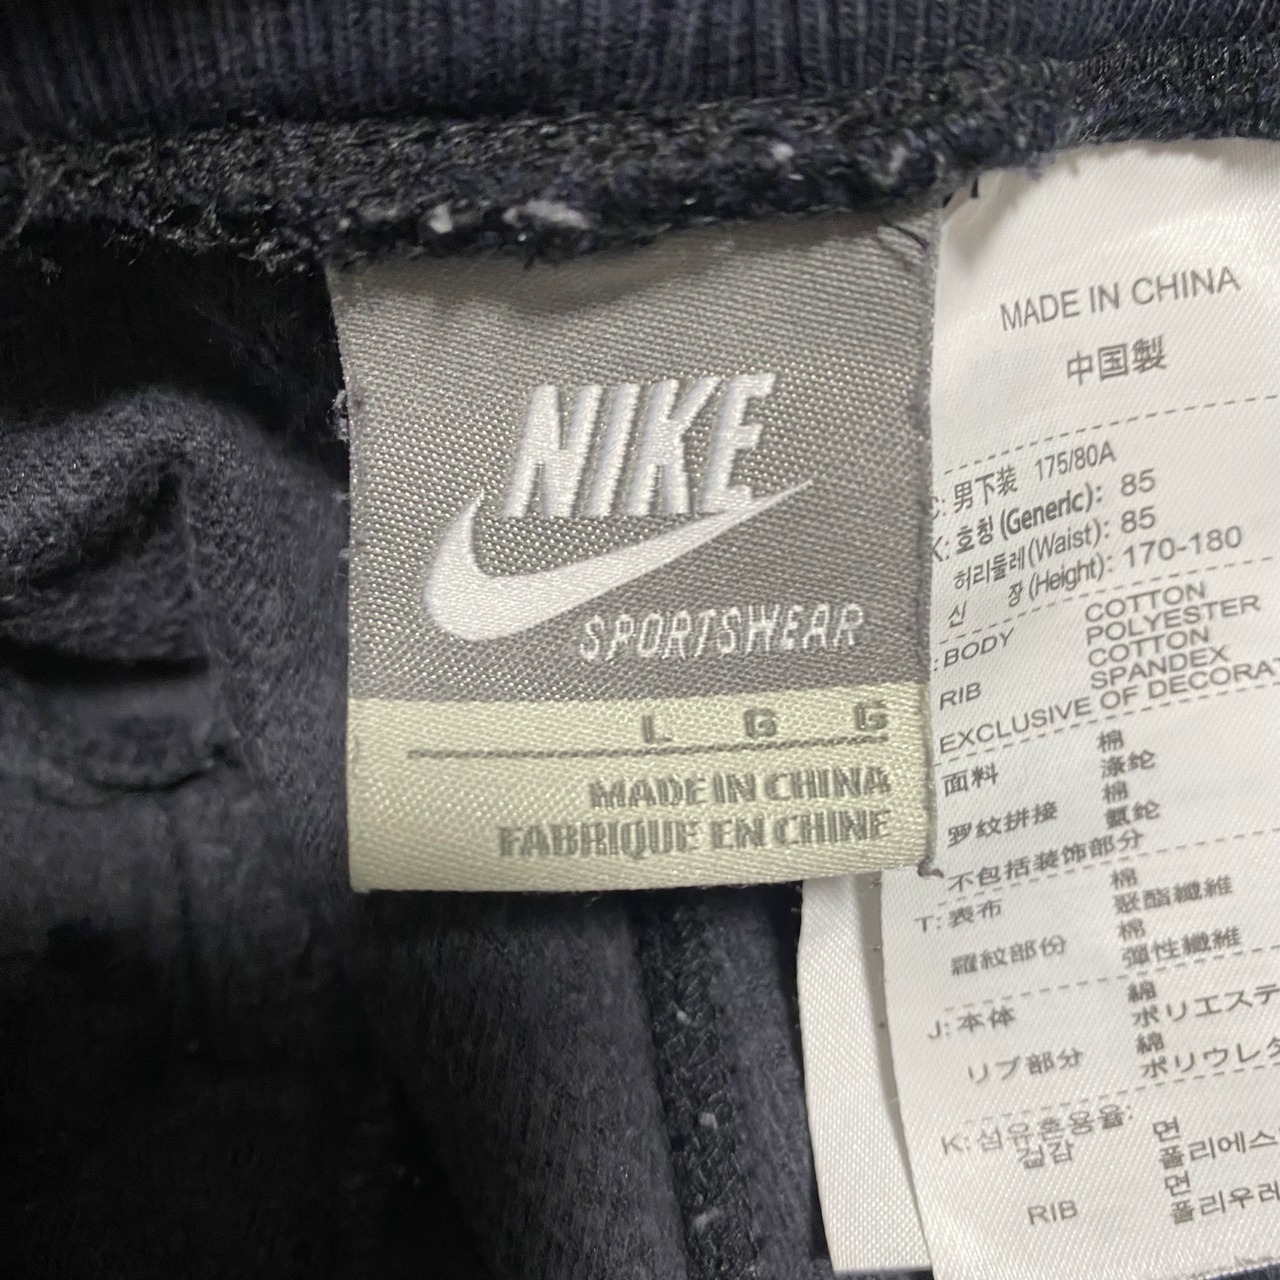 NIKE
SPORTSWEAR
L G G
MADE IN CHINA
FABRIQUE EN CHINE
MADE IN CHINA
中国製
C: 男下装 175/80A
K: 호칭 (Generic): 85
허리둘레(Waist): 85
신 장 (Height): 170-180
: BODY COTTON
POLYESTER
RIB COTTON
SPANDEX
EXCLUSIVE OF DECORAT
面料 棉
涤纶
罗纹拼接 棉
氨纶
不包括装饰部分
T: 表布 棉
聚酯纖維
羅紋部份 棉
彈性纖維
J: 本体 綿
ポリエステ
リブ部分 綿
ポリウレタ
K: 섬유혼용율:
겉감 면
폴리에스
RIB 면
폴리우레